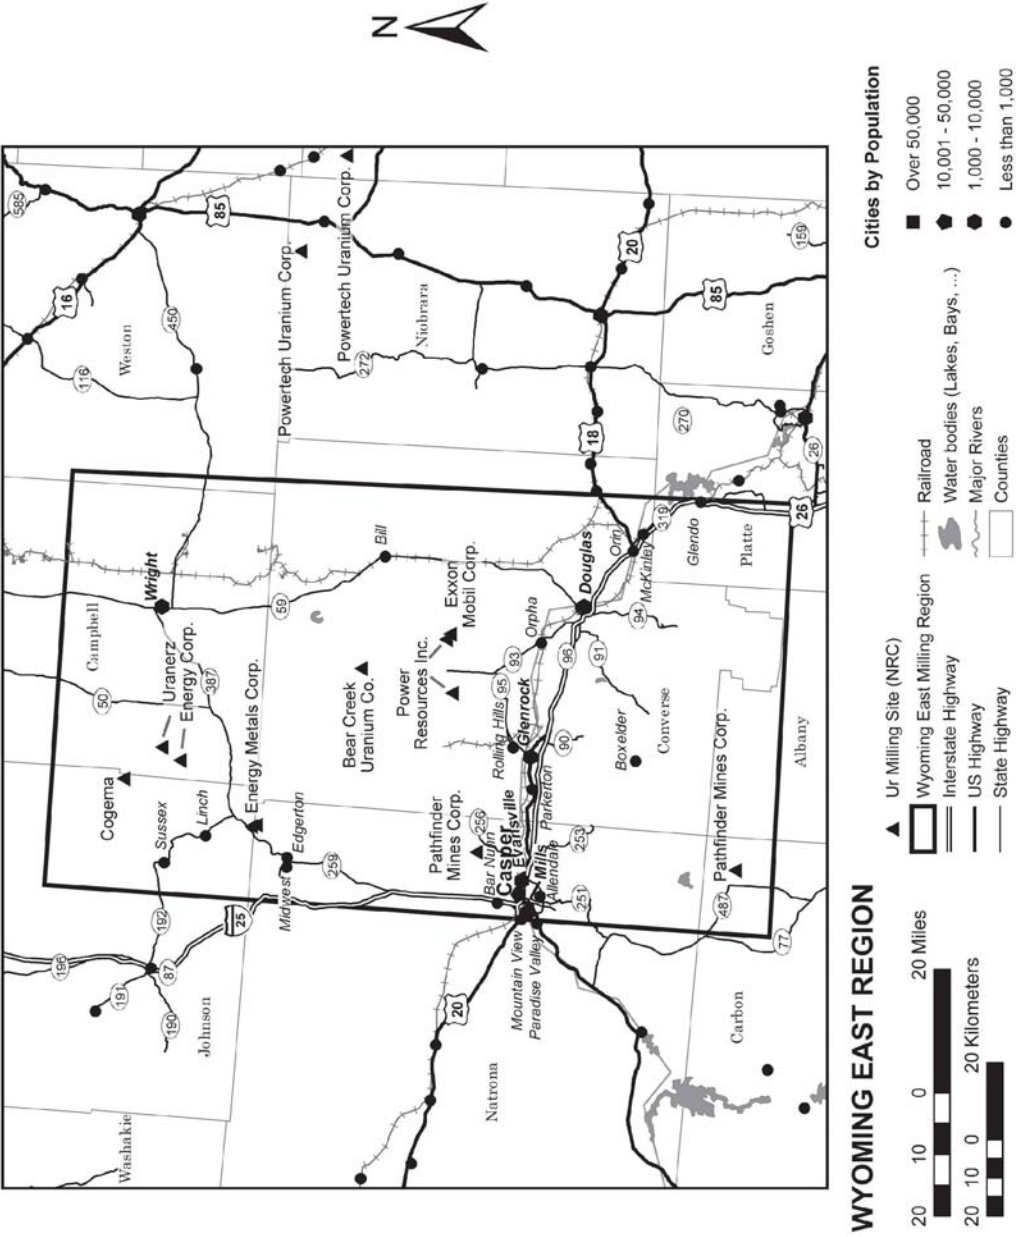 N
585
16
116
450
Weston
85
Powertech Uranium Corp.
Powertech Uranium Corp.
Niobrara
272
20
85
159
Goshen
270
18
26
26
Campbell
Wright
50
Uranerz
Energy Corp.
387
Cogema
Sussex
Linch
Energy Metals Corp.
Edgerton
Midwest
259
59
Bill
Bear Creek
Uranium Co.
Power
Resources Inc.
Exxon
Mobil Corp.
Douglas
Orin
McKinley
319
Glendo
Platte
Orpha
93
95
96
91
94
Rolling Hills
Glenrock
90
Boxelder
Converse
Albany
Pathfinder
Mines Corp.
256
Bar Nunn
Casper
Evansville
Mills
Parkerton
Allendale
253
251
Pathfinder Mines Corp.
487
77
25
192
196
87
191
190
Johnson
Washakie
Natrona
20
Mountain View
Paradise Valley
Carbon
WYOMING EAST REGION
20 10 0 20 Miles
20 10 0 20 Kilometers
Ur Milling Site (NRC)
Wyoming East Milling Region
Interstate Highway
US Highway
State Highway
Railroad
Water bodies (Lakes, Bays, ...)
Major Rivers
Counties
Cities by Population
Over 50,000
10,001 - 50,000
1,000 - 10,000
Less than 1,000